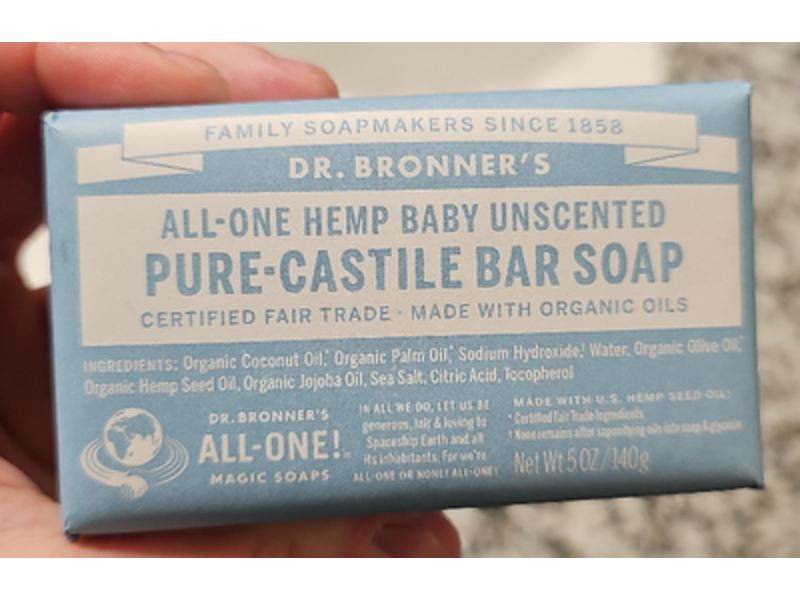 FAMILY SOAPMAKERS SINCE 1858
DR. BRONNER'S
ALL-ONE HEMP BABY UNSCENTED
PURE-CASTILE BAR SOAP
CERTIFIED FAIR TRADE · MADE WITH ORGANIC OILS
INGREDIENTS: Organic Coconut Oil,* Organic Palm Oil,* Sodium Hydroxide,† Water, Organic Olive Oil,*
Organic Hemp Seed Oil, Organic Jojoba Oil, Sea Salt, Citric Acid, Tocopherol
DR. BRONNER'S
ALL-ONE!®
MAGIC SOAPS
IN ALL WE DO, LET US BE
generous, fair & loving to
Spaceship Earth and all
its inhabitants. For we're
ALL-ONE OR NONE! ALL-ONE!
MADE WITH U.S. HEMP SEED OIL!
* Certified Fair Trade Ingredients
† None remains after saponifying oils into soap & glycerin
Net Wt 5 OZ/140g